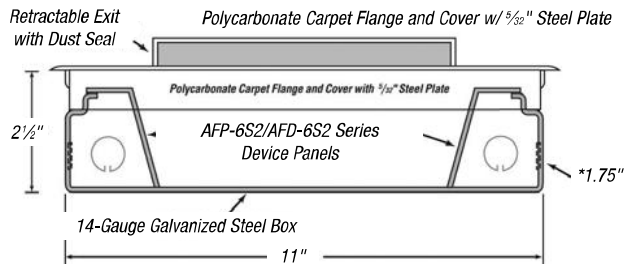 Retractable Exit
with Dust Seal
Polycarbonate Carpet Flange and Cover w/ 5/32" Steel Plate
Polycarbonate Carpet Flange and Cover with 5/32" Steel Plate
2½"
AFP-6S2/AFD-6S2 Series
Device Panels
*1.75"
14-Gauge Galvanized Steel Box
11"